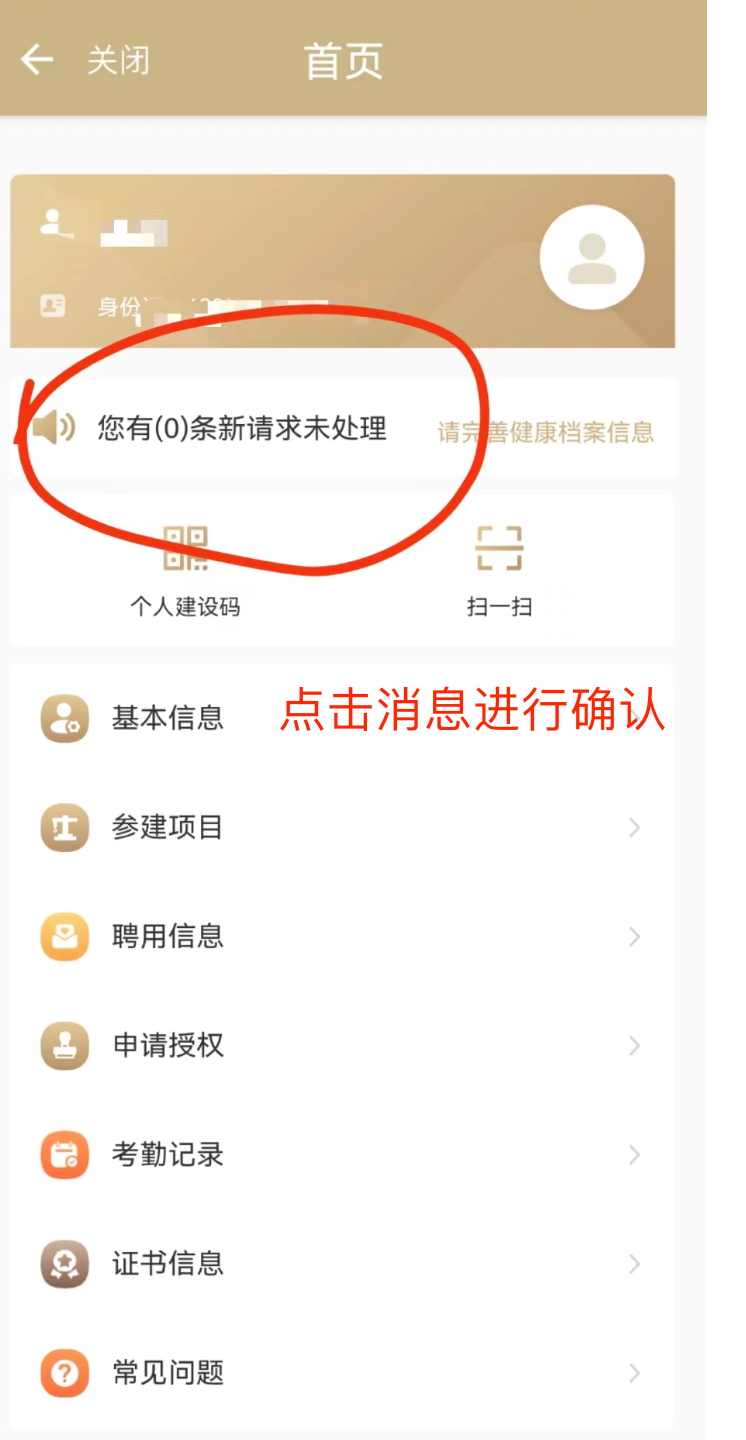 关闭
首页
身份
您有(0)条新请求未处理
请完善健康档案信息
个人建设码
扫一扫
基本信息
点击消息进行确认
参建项目
聘用信息
申请授权
考勤记录
证书信息
常见问题